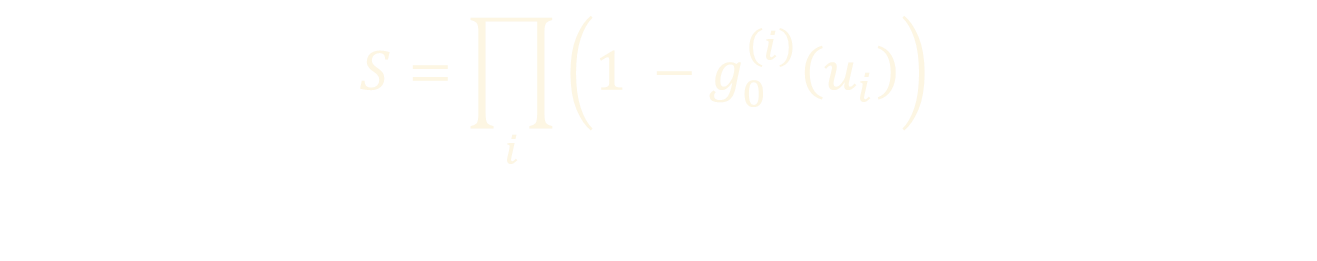 S = ∏_i (1 − g_0^{(i)}(u_i))